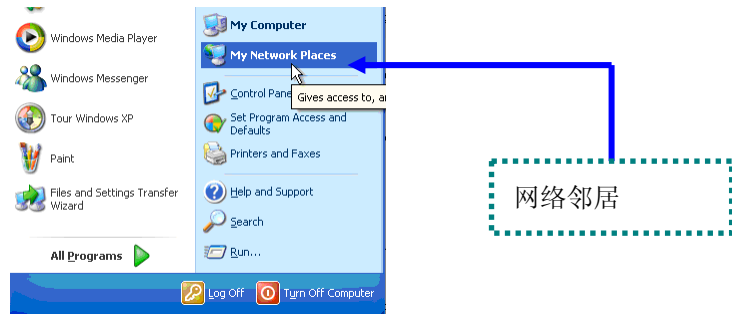 Windows Media Player
Windows Messenger
Tour Windows XP
Paint
Files and Settings Transfer
Wizard
All Programs
My Computer
My Network Places
Control Pane
Gives access to, a
Set Program Access and
Defaults
Printers and Faxes
Help and Support
Search
Run...
Log Off
Turn Off Computer
网络邻居